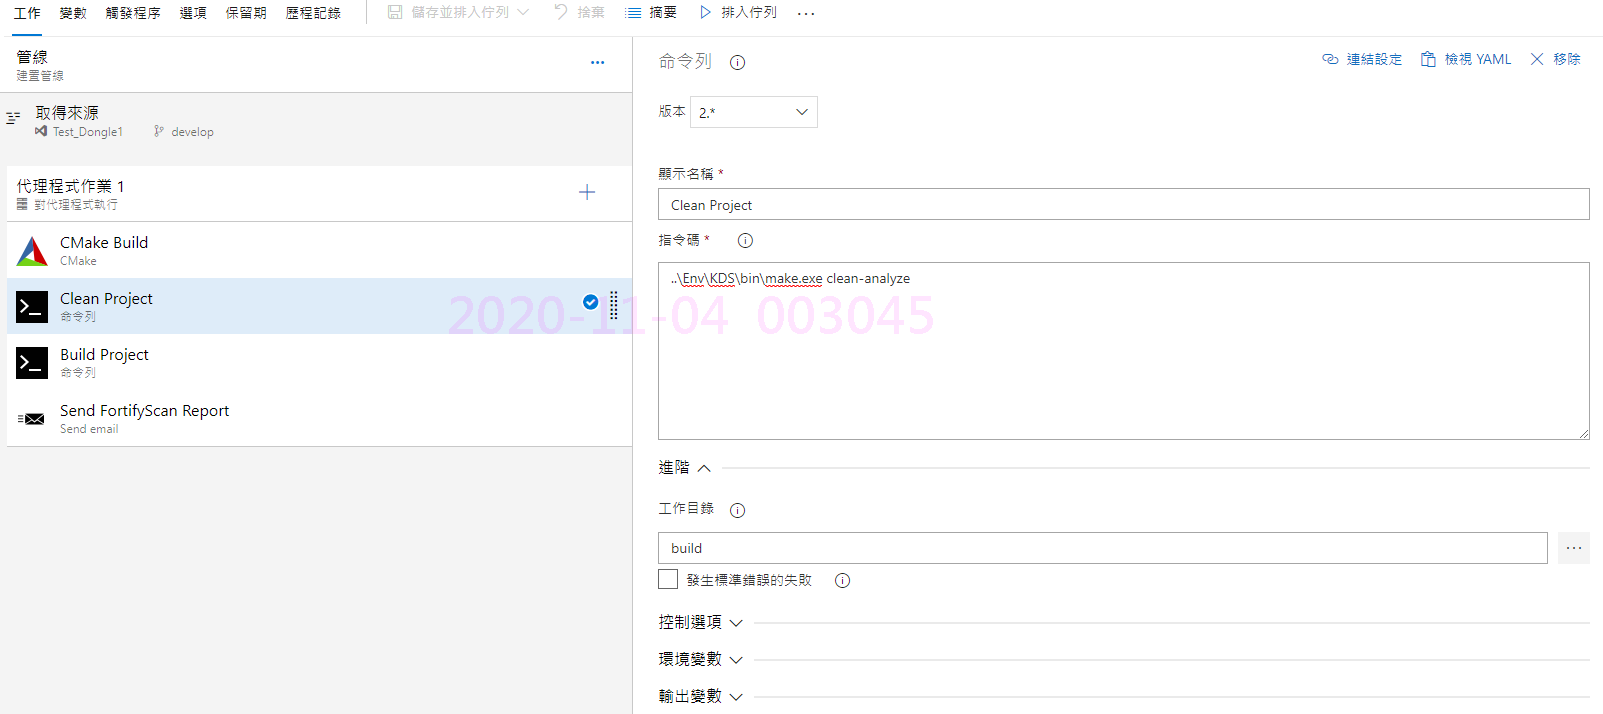 工作 變數 觸發程序 選項 保留期 歷程記錄 儲存並排入佇列 捨棄 摘要 排入佇列 ...
管線
建置管線
...
取得來源
Test_Dongle1 develop
代理程式作業 1
對代理程式執行
CMake Build
CMake
Clean Project
命令列
Build Project
命令列
Send FortifyScan Report
Send email
命令列
連結設定 檢視 YAML 移除
版本 2.*
顯示名稱 *
Clean Project
指令碼 *
..\Env\KDS\bin\make.exe clean-analyze
2020-11-04 003045
進階
工作目錄
build ...
發生標準錯誤的失敗
控制選項
環境變數
輸出變數